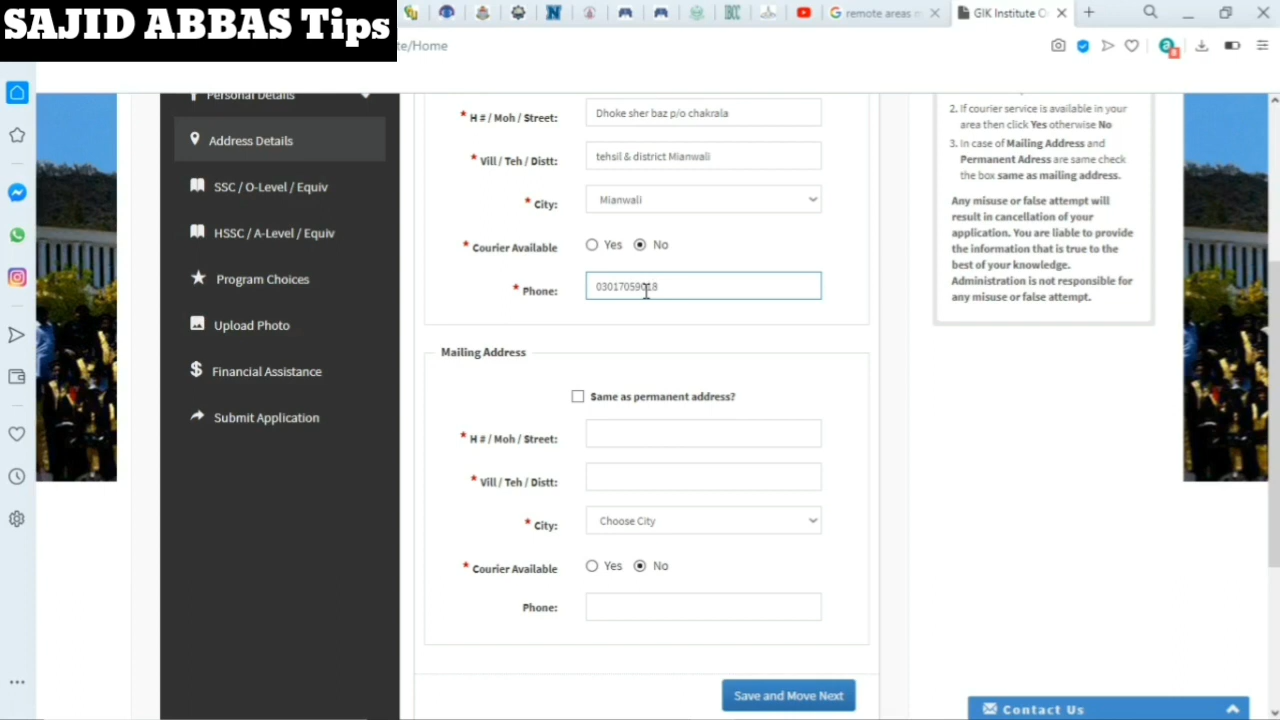 SAJID ABBAS Tips
remote areas m
GIK Institute O
te/Home
Personal Details
Address Details
SSC / O-Level / Equiv
HSSC / A-Level / Equiv
Program Choices
Upload Photo
Financial Assistance
Submit Application
* H # / Moh / Street: Dhoke sher baz p/o chakrala
* Vill / Teh / Distt: tehsil & district Mianwali
* City: Mianwali
* Courier Available Yes No
* Phone:
Mailing Address
Same as permanent address?
* H # / Moh / Street:
* Vill / Teh / Distt:
* City: Choose City
* Courier Available Yes No
Phone:
Save and Move Next
2. If courier service is available in your
area then click Yes otherwise No
3. In case of Mailing Address and
Permanent Adress are same check
the box same as mailing address.
Any misuse or false attempt will
result in cancellation of your
application. You are liable to provide
the information that is true to the
best of your knowledge.
Administration is not responsible for
any misuse or false attempt.
Contact Us